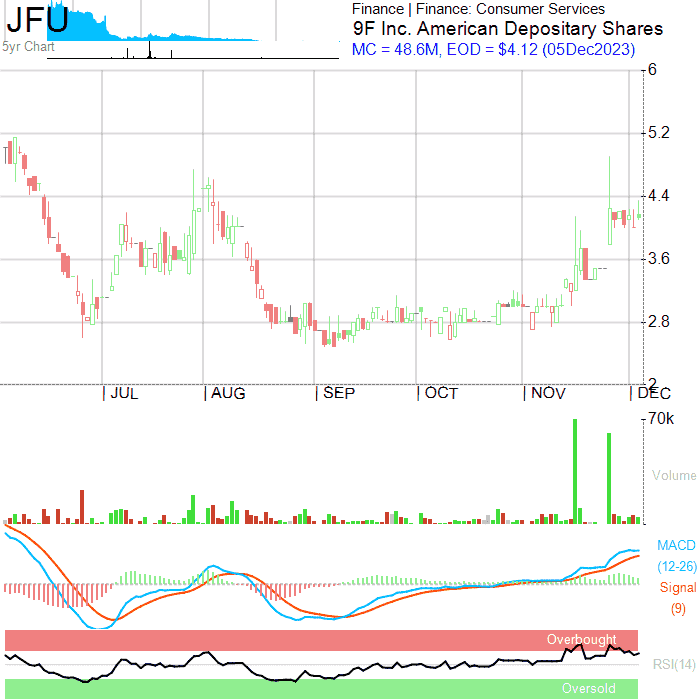 JFU
5yr Chart
Finance | Finance: Consumer Services
9F Inc. American Depositary Shares
MC = 48.6M, EOD = $4.12 (05Dec2023)
6
5.2
4.4
3.6
2.8
2
| JUL | AUG | SEP | OCT | NOV | DEC
70k
Volume
MACD
(12-26)
Signal
(9)
Overbought
RSI(14)
Oversold